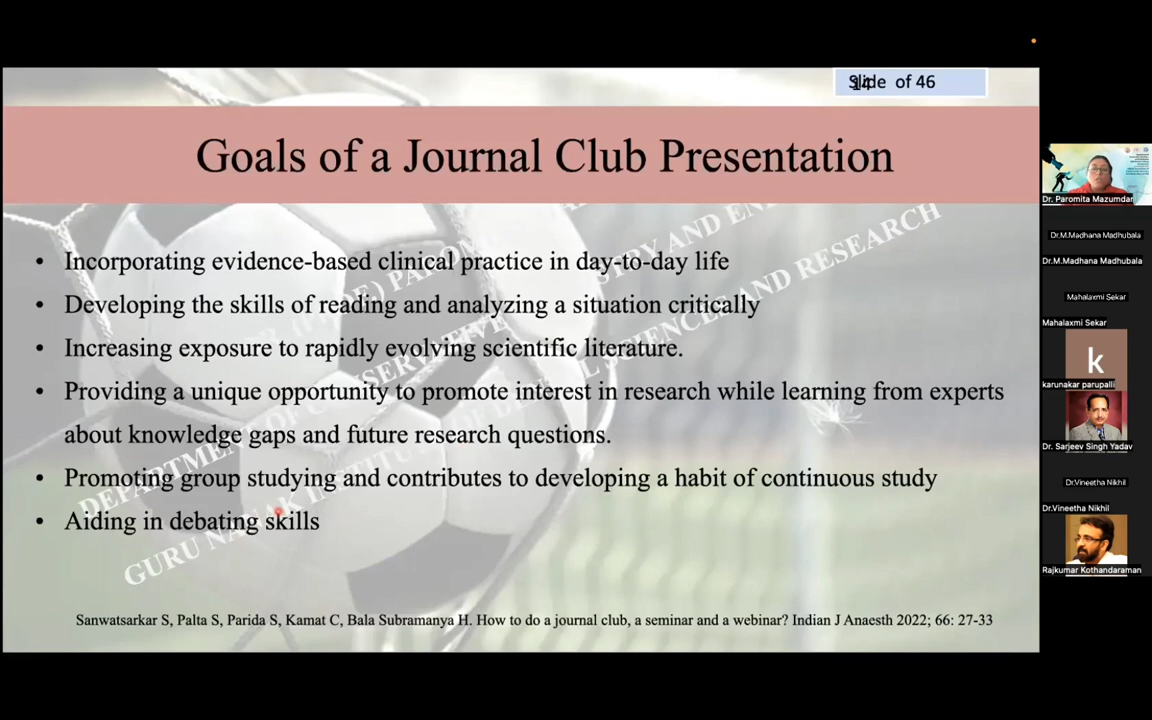 Slide 14 of 46
Goals of a Journal Club Presentation
• Incorporating evidence-based clinical practice in day-to-day life
• Developing the skills of reading and analyzing a situation critically
• Increasing exposure to rapidly evolving scientific literature.
• Providing a unique opportunity to promote interest in research while learning from experts
about knowledge gaps and future research questions.
• Promoting group studying and contributes to developing a habit of continuous study
• Aiding in debating skills
Sanwatsarkar S, Palta S, Parida S, Kamat C, Bala Subramanya H. How to do a journal club, a seminar and a webinar? Indian J Anaesth 2022; 66: 27-33
Dr. Paromita Mazumdar
Dr.M.Madhana Madhubala
Dr.M.Madhana Madhubala
Mahalaxmi Sekar
Mahalaxmi Sekar
k
karunakar parupalli
Dr. Sarjeev Singh Yadav
Dr.Vineetha Nikhil
Dr.Vineetha Nikhil
Rajkumar Kothandaraman